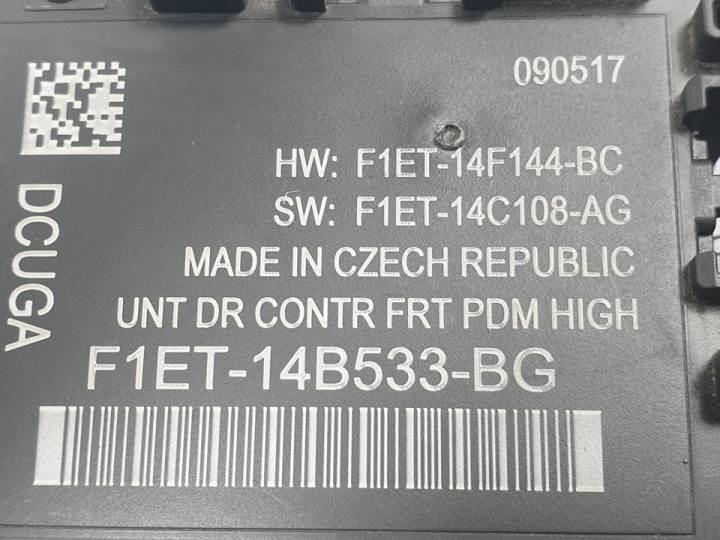 090517
HW: F1ET-14F144-BC
SW: F1ET-14C108-AG
MADE IN CZECH REPUBLIC
UNT DR CONTR FRT PDM HIGH
F1ET-14B533-BG
DCUGA